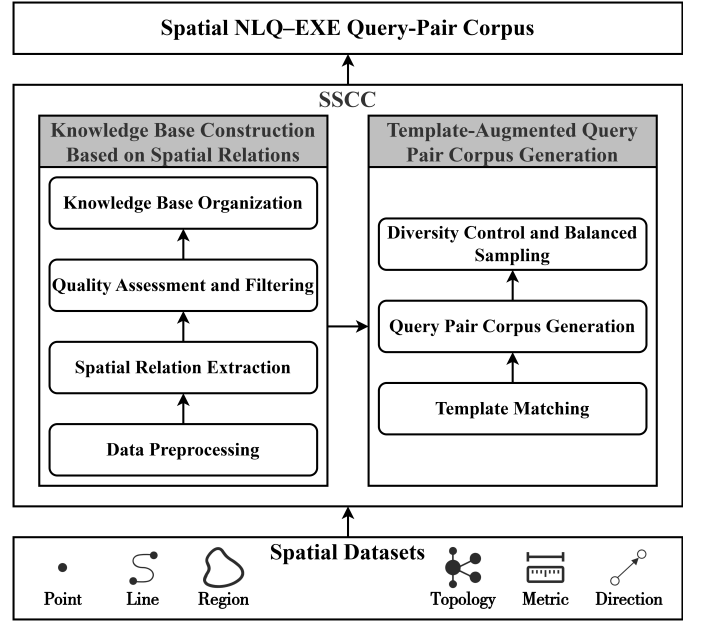 Spatial NLQ–EXE Query-Pair Corpus
SSCC
Knowledge Base Construction
Based on Spatial Relations
Knowledge Base Organization
Quality Assessment and Filtering
Spatial Relation Extraction
Data Preprocessing
Template-Augmented Query
Pair Corpus Generation
Diversity Control and Balanced
Sampling
Query Pair Corpus Generation
Template Matching
Spatial Datasets
Point
Line
Region
Topology
Metric
Direction